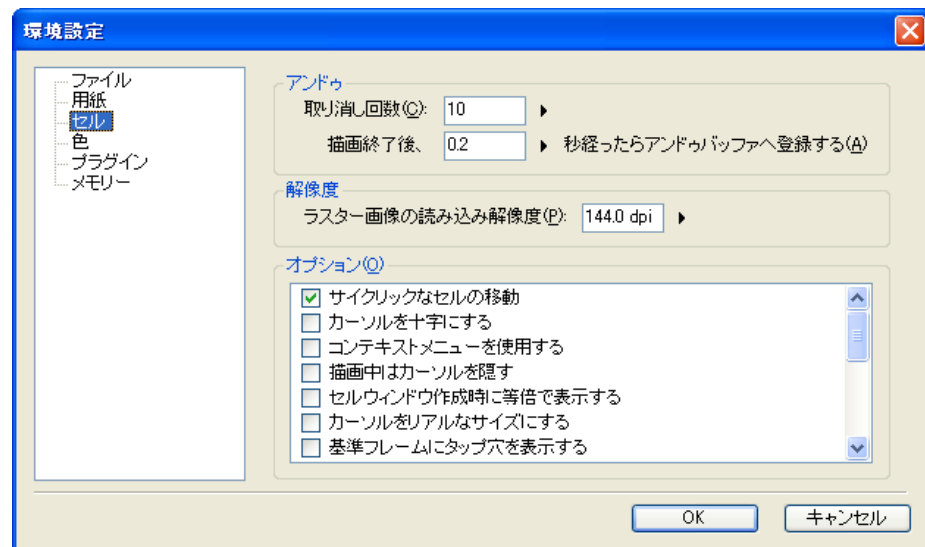 環境設定
ファイル
用紙
セル
色
プラグイン
メモリー
アンドゥ
取り消し回数(C): 10
描画終了後、 0.2 秒経ったらアンドゥバッファへ登録する(A)
解像度
ラスター画像の読み込み解像度(P): 144.0 dpi
オプション(O)
サイクリックなセルの移動
カーソルを十字にする
コンテキストメニューを使用する
描画中はカーソルを隠す
セルウィンドウ作成時に等倍で表示する
カーソルをリアルなサイズにする
基準フレームにタップ穴を表示する
OK キャンセル